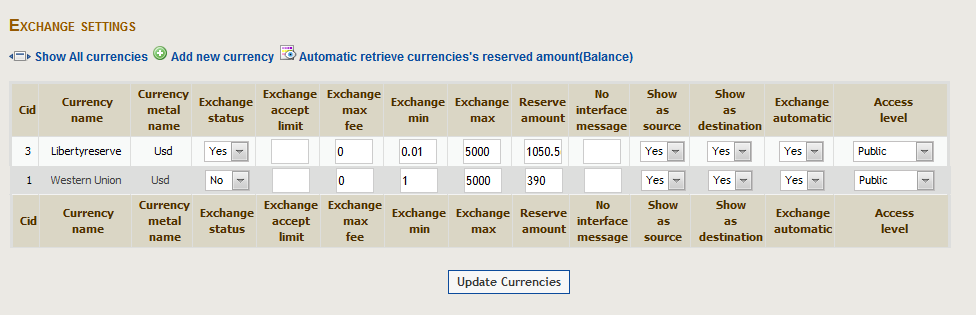 EXCHANGE SETTINGS
Show All currencies Add new currency Automatic retrieve currencies's reserved amount(Balance)
Cid Currency name Currency metal name Exchange status Exchange accept limit Exchange max fee Exchange min Exchange max Reserve amount No interface message Show as source Show as destination Exchange automatic Access level
3 Libertyreserve Usd Yes 0 0.01 5000 1050.5 Yes Yes Yes Public
1 Western Union Usd No 0 1 5000 390 Yes Yes Yes Public
Cid Currency name Currency metal name Exchange status Exchange accept limit Exchange max fee Exchange min Exchange max Reserve amount No interface message Show as source Show as destination Exchange automatic Access level
Update Currencies